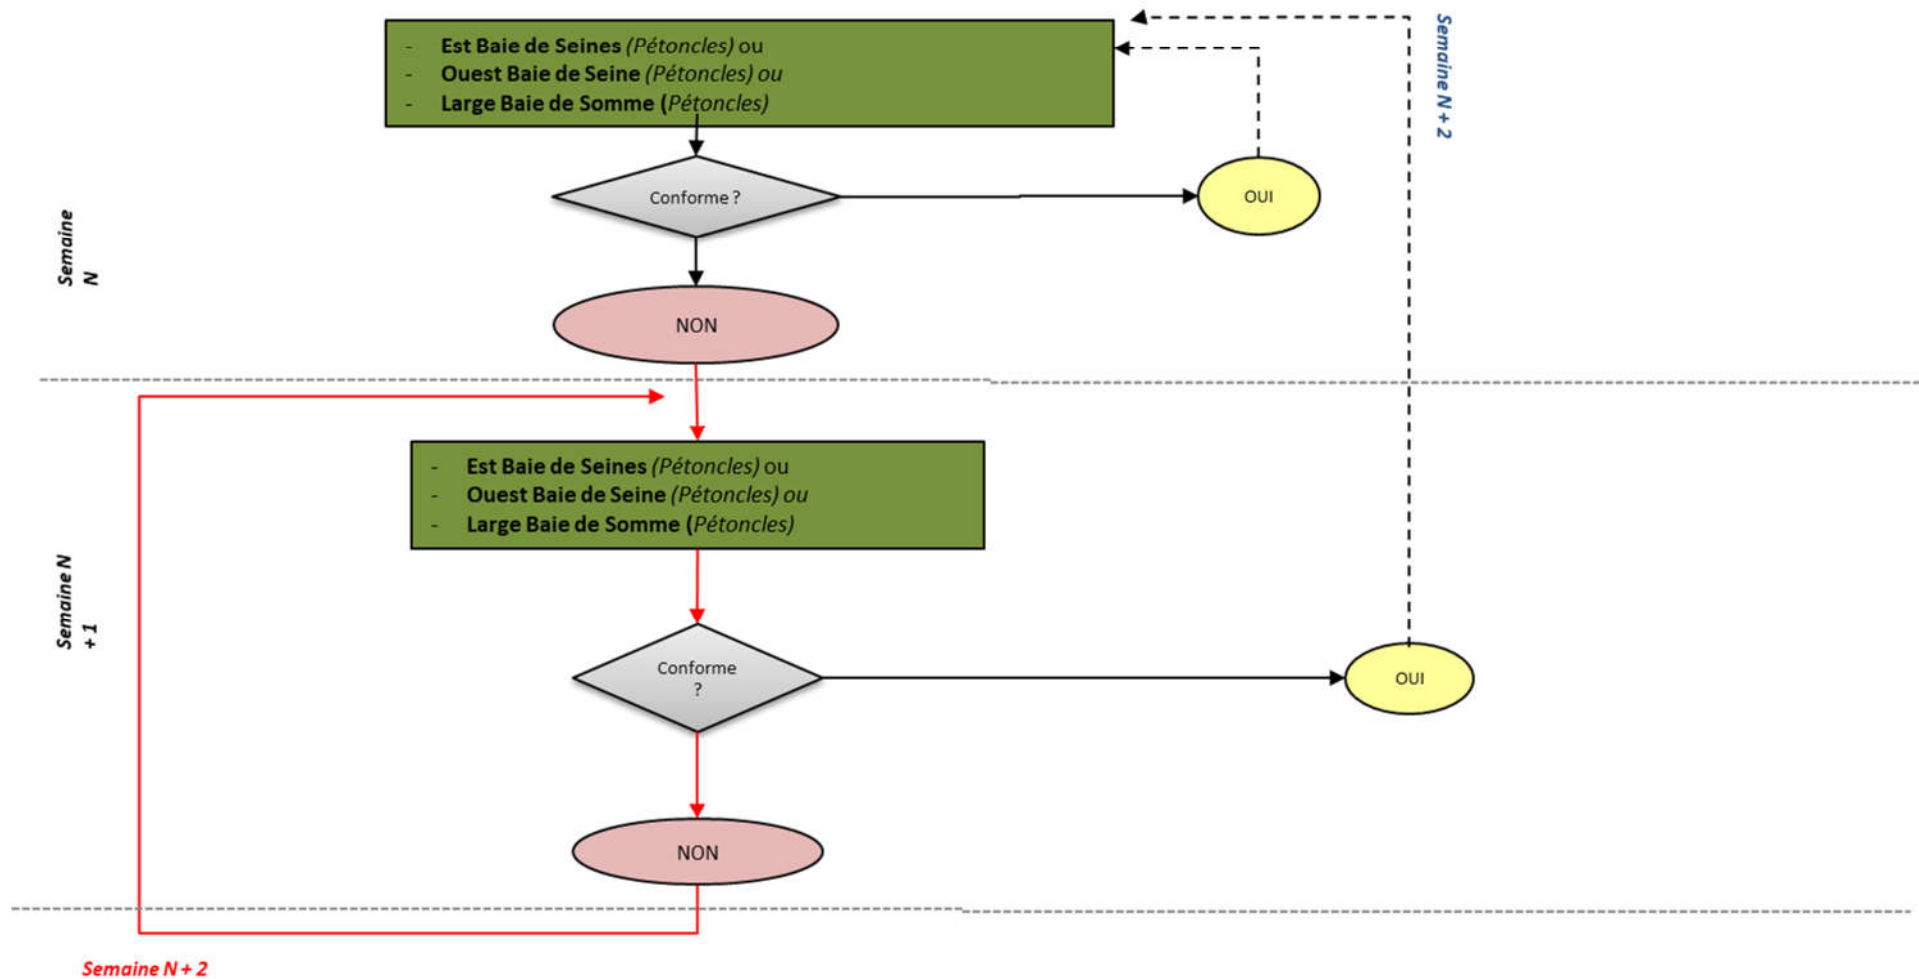 - Est Baie de Seines (Pétoncles) ou
- Ouest Baie de Seine (Pétoncles) ou
- Large Baie de Somme (Pétoncles)
Semaine N + 2
Conforme ?
OUI
Semaine
N
NON
- Est Baie de Seines (Pétoncles) ou
- Ouest Baie de Seine (Pétoncles) ou
- Large Baie de Somme (Pétoncles)
Semaine N
+ 1
Conforme
?
OUI
NON
Semaine N + 2